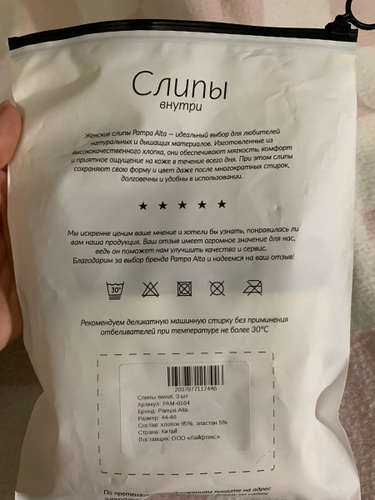 Слипы
внутри
Женские слипы Pampa Alta — идеальный выбор для любителей
натуральных и дышащих материалов. Изготовленные из
высококачественного хлопка, они обеспечивают мягкость, комфорт
и приятное ощущение на коже в течение всего дня. При этом слипы
сохраняют свою форму и цвет даже после многократных стирок,
долговечны и удобны в использовании.
Мы искренне ценим ваше мнение и хотели бы узнать, понравилась ли
вам наша продукция. Ваш отзыв имеет огромное значение для нас,
ведь он поможет нам улучшить качество и сервис.
Благодарим за выбор бренда Pampa Alta и надеемся на ваш отзыв!
30°
Рекомендуем деликатную машинную стирку без применения
отбеливателей при температуре не более 30°C
2037977117446
Слипы sweet, 3 шт
Артикул: PAM-0164
Бренд: Pampa Alta
Размер: 44-46
Состав: хлопок 95%, эластан 5%
Страна: Китай
Поставщик: ООО «Лайфтекс»
По претензиям
на адрес